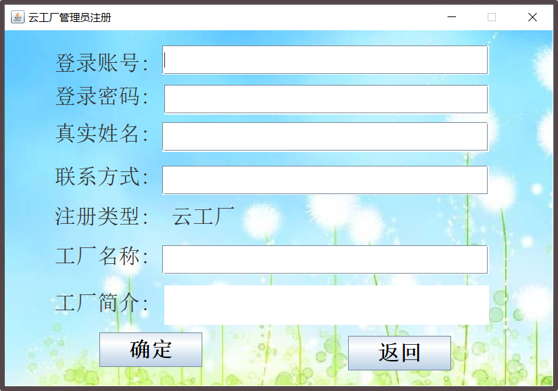 云工厂管理员注册
登录账号：
登录密码：
真实姓名：
联系方式：
注册类型： 云工厂
工厂名称：
工厂简介：
确定 返回